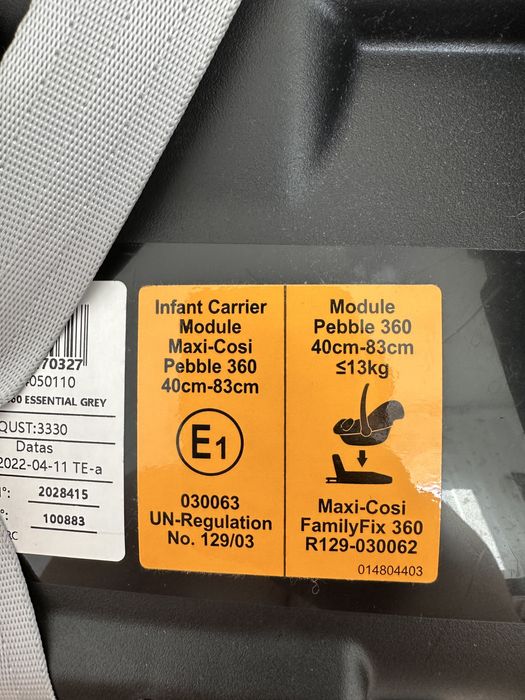 70327
050110
ESSENTIAL GREY
QUST:3330
Datas
2022-04-11 TE-a
2028415
100883
Infant Carrier
Module
Maxi-Cosi
Pebble 360
40cm-83cm
E1
030063
UN-Regulation
No. 129/03
Module
Pebble 360
40cm-83cm
≤13kg
Maxi-Cosi
FamilyFix 360
R129-030062
014804403